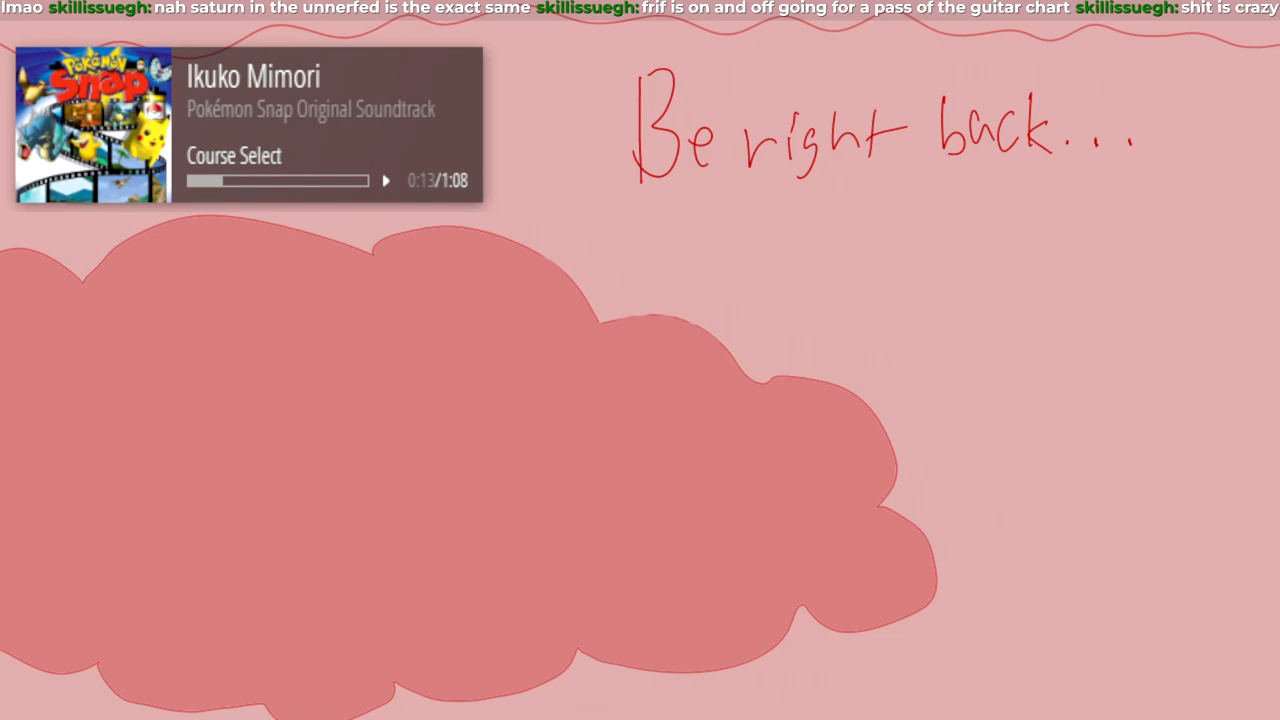 lmao skillissuegh: nah saturn in the unnerfed is the exact same skillissuegh: frif is on and off going for a pass of the guitar chart skillissuegh: shit is crazy
POKéMON
Snap
Ikuko Mimori
Pokémon Snap Original Soundtrack
Course Select
0:13/1:08
Be right back...